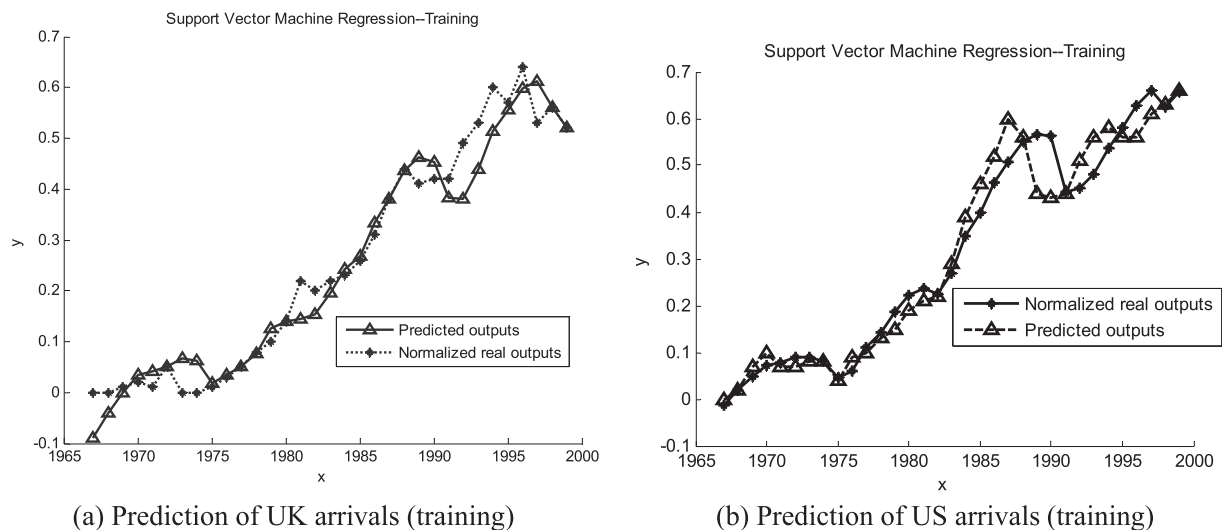 Support Vector Machine Regression--Training
0.7
0.6
0.5
0.4
0.3
0.2
0.1
0
-0.1
y
1965 1970 1975 1980 1985 1990 1995 2000
x
Predicted outputs
Normalized real outputs
(a) Prediction of UK arrivals (training)
Support Vector Machine Regression--Training
0.7
0.6
0.5
0.4
0.3
0.2
0.1
0
-0.1
y
1965 1970 1975 1980 1985 1990 1995 2000
x
Normalized real outputs
Predicted outputs
(b) Prediction of US arrivals (training)